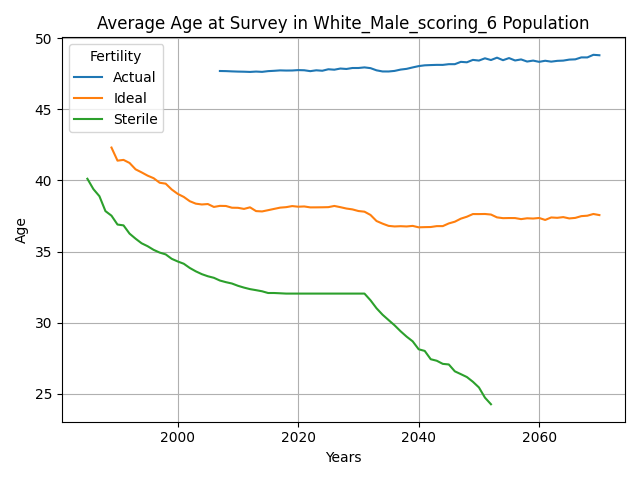 Average Age at Survey in White_Male_scoring_6 Population
Fertility
Actual
Ideal
Sterile
Age
50
45
40
35
30
25
2000
2020
2040
2060
Years